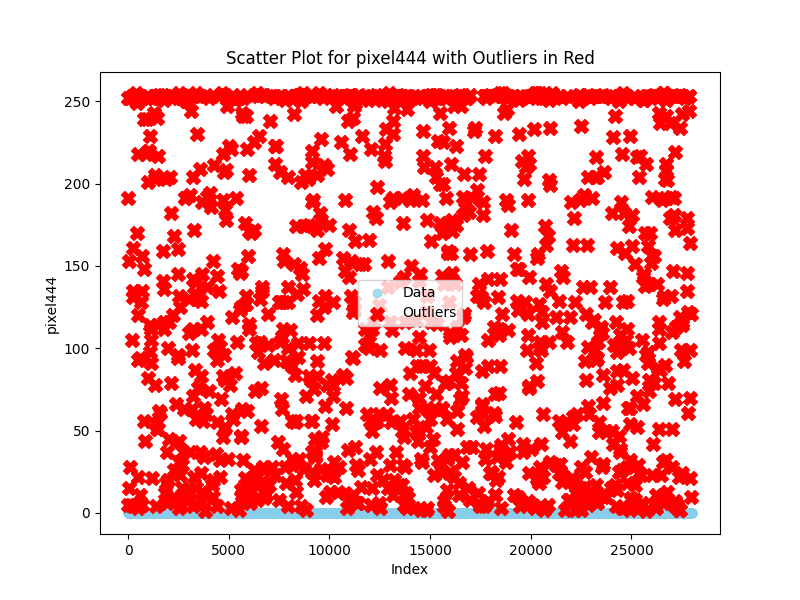 Scatter Plot for pixel444 with Outliers in Red
250
200
150
100
50
0
pixel444
Data
Outliers
0
5000
10000
15000
20000
25000
Index